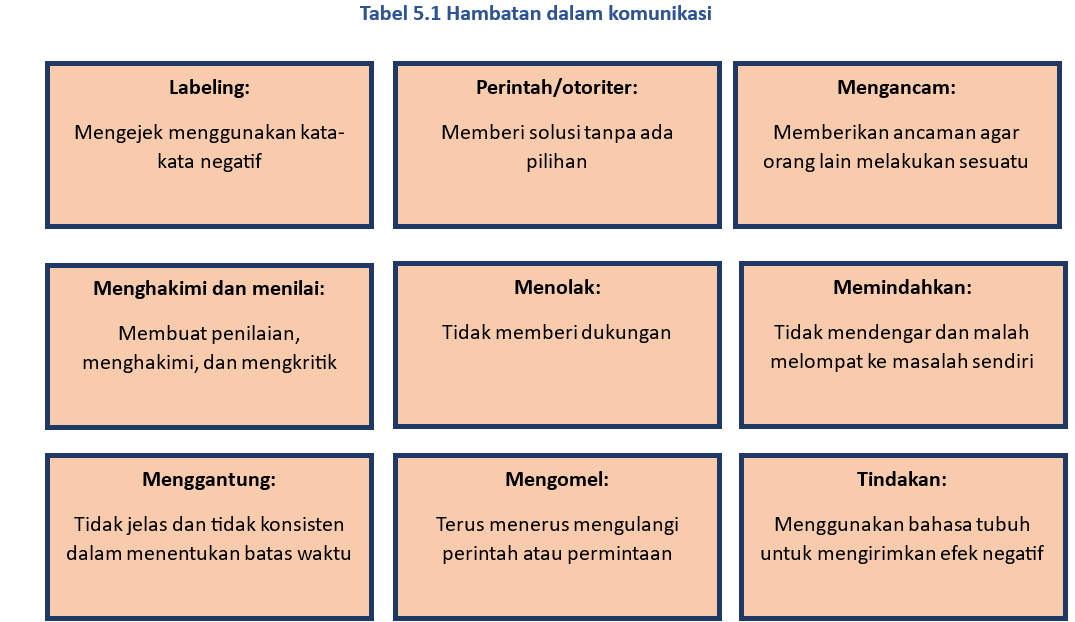 Tabel 5.1 Hambatan dalam komunikasi
Labeling:
Mengejek menggunakan kata-
kata negatif
Perintah/otoriter:
Memberi solusi tanpa ada
pilihan
Mengancam:
Memberikan ancaman agar
orang lain melakukan sesuatu
Menghakimi dan menilai:
Membuat penilaian,
menghakimi, dan mengkritik
Menolak:
Tidak memberi dukungan
Memindahkan:
Tidak mendengar dan malah
melompat ke masalah sendiri
Menggantung:
Tidak jelas dan tidak konsisten
dalam menentukan batas waktu
Mengomel:
Terus menerus mengulangi
perintah atau permintaan
Tindakan:
Menggunakan bahasa tubuh
untuk mengirimkan efek negatif